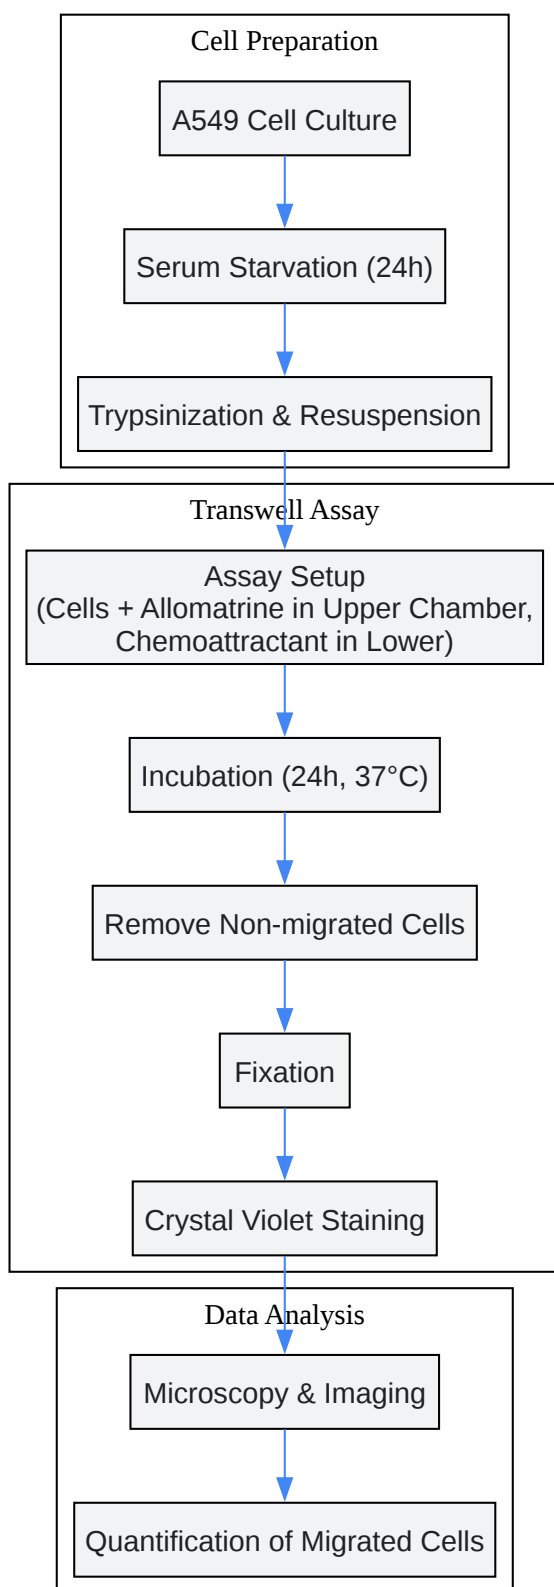 Cell Preparation
A549 Cell Culture
Serum Starvation (24h)
Trypsinization & Resuspension
Transwell Assay
Assay Setup
(Cells + Allomatrine in Upper Chamber,
Chemoattractant in Lower)
Incubation (24h, 37°C)
Remove Non-migrated Cells
Fixation
Crystal Violet Staining
Data Analysis
Microscopy & Imaging
Quantification of Migrated Cells